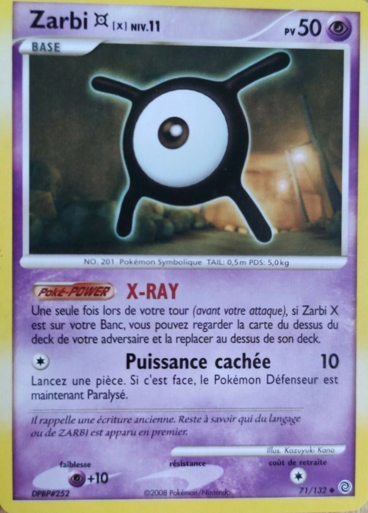 Zarbi [x] NIV.11 PV 50
BASE
NO. 201 Pokémon Symbolique TAIL: 0,5m PDS: 5,0kg
Poké-POWER X-RAY
Une seule fois lors de votre tour (avant votre attaque), si Zarbi X
est sur votre Banc, vous pouvez regarder la carte du dessus du
deck de votre adversaire et la replacer au dessus de son deck.
Puissance cachée 10
Lancez une pièce. Si c'est face, le Pokémon Défenseur est
maintenant Paralysé.
Il rappelle une écriture ancienne. Reste à savoir qui du langage
ou de ZARBI est apparu en premier.
Illus. Kazuyuki Kano
faiblesse résistance coût de retraite
+10
DPBP#252 ©2008 Pokémon/Nintendo 71/132